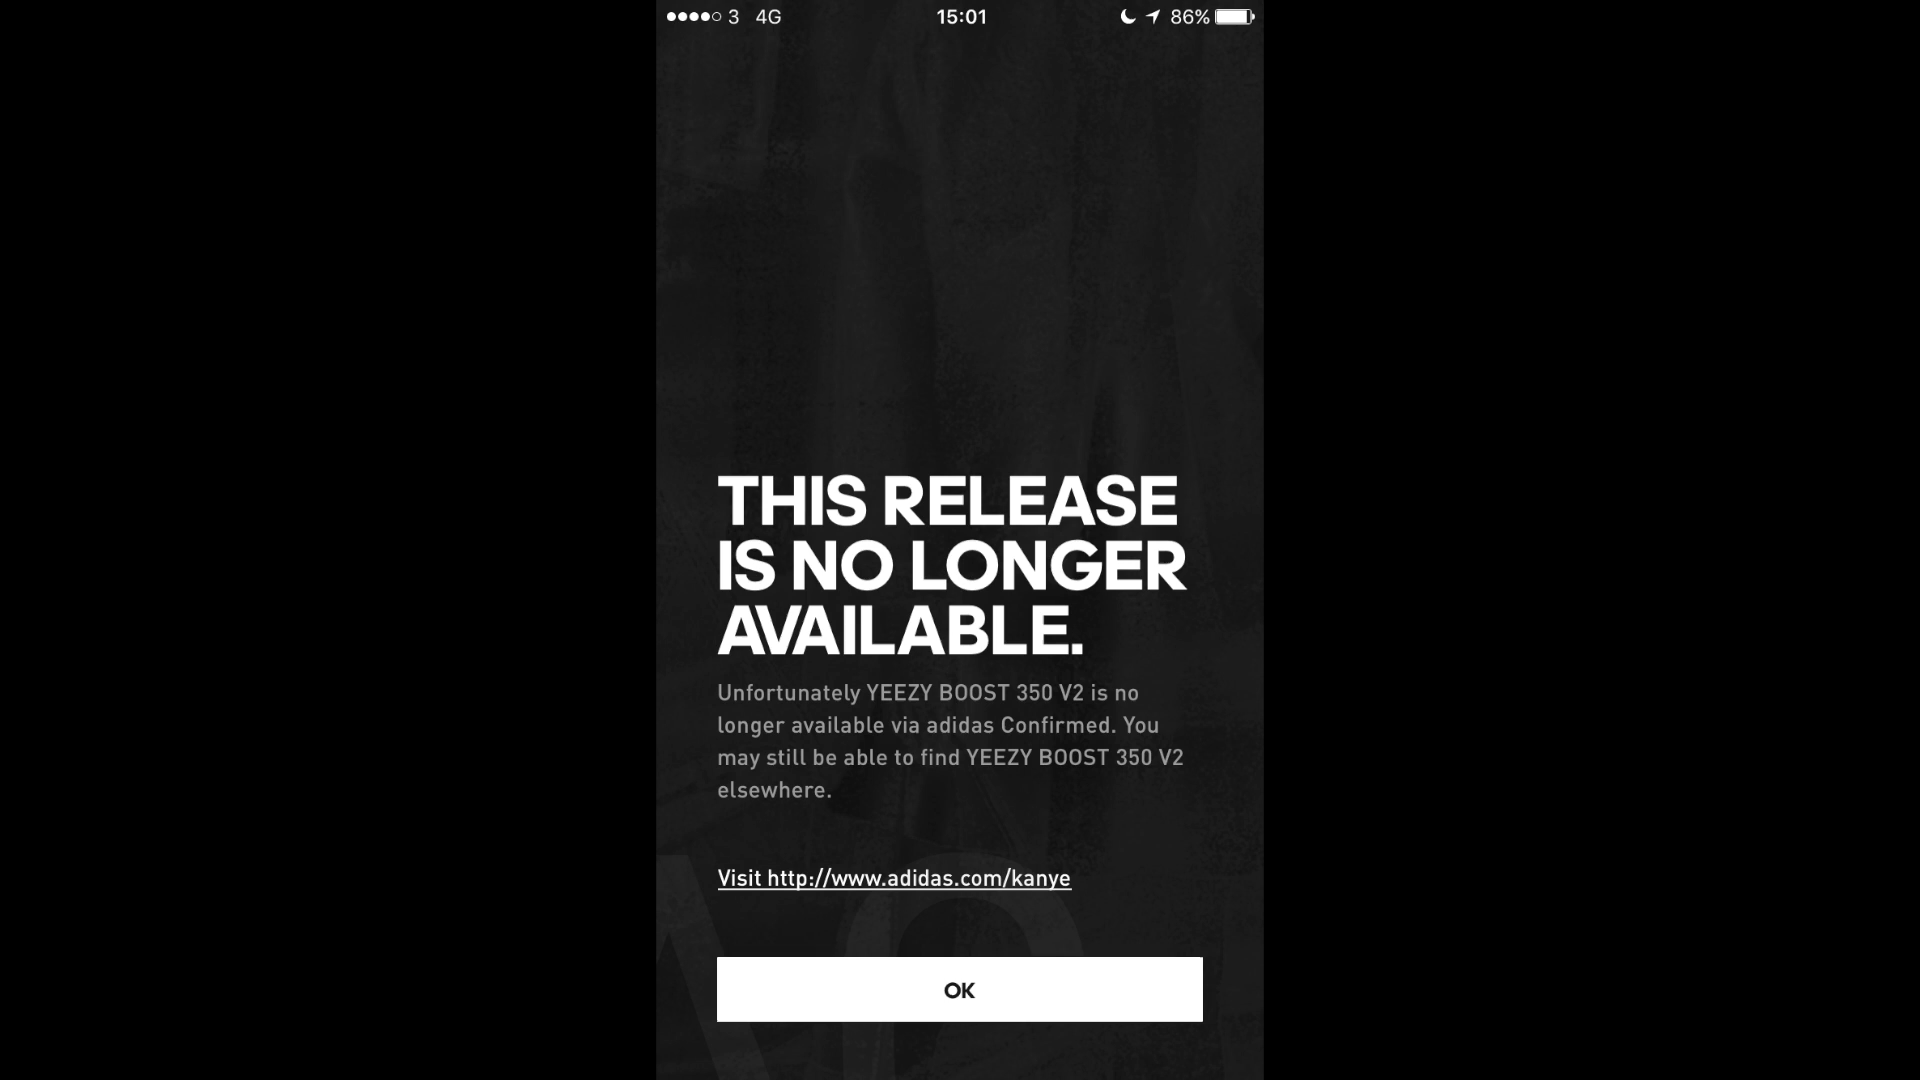 3 4G 15:01 86%
THIS RELEASE
IS NO LONGER
AVAILABLE.
Unfortunately YEEZY BOOST 350 V2 is no
longer available via adidas Confirmed. You
may still be able to find YEEZY BOOST 350 V2
elsewhere.
Visit http://www.adidas.com/kanye
OK